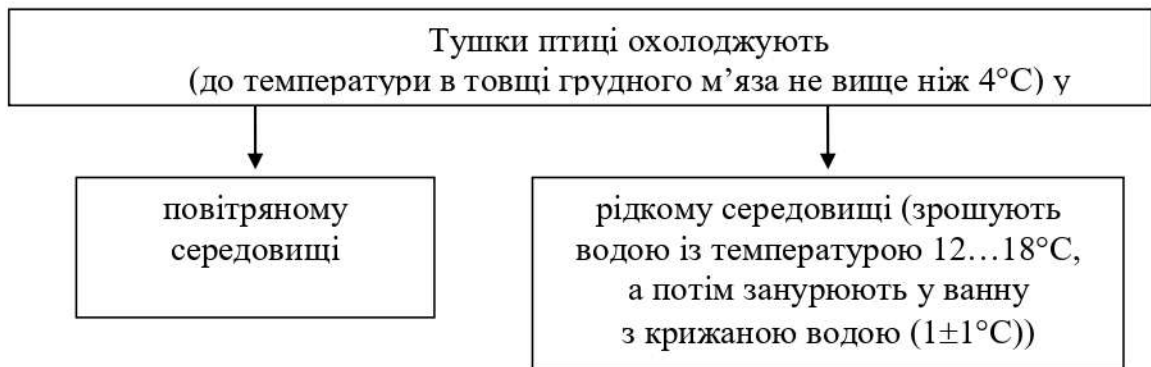 Тушки птиці охолоджують
(до температури в товщі грудного м’яза не вище ніж 4°С) у
повітряному
середовищі
рідкому середовищі (зрошують
водою із температурою 12…18°С,
а потім занурюють у ванну
з крижаною водою (1±1°С))